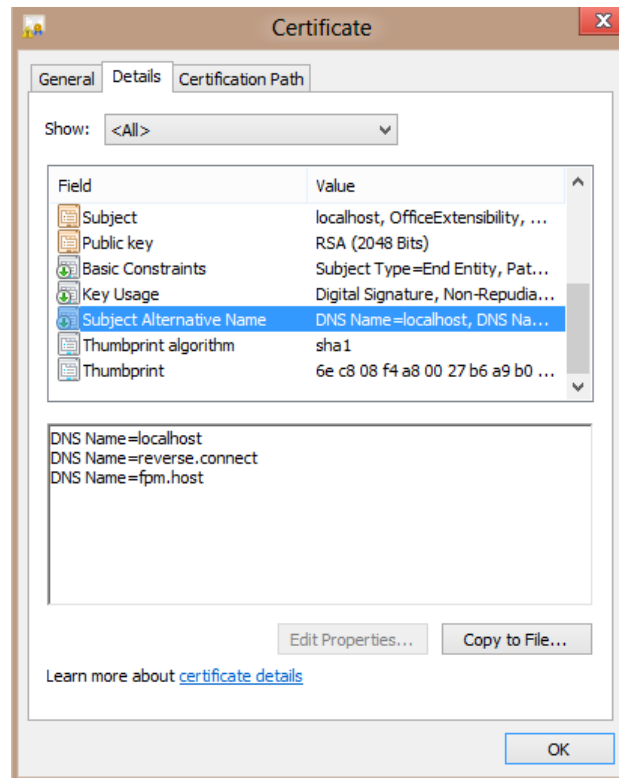 Certificate
General Details Certification Path
Show: <All>
Field Value
Subject localhost, OfficeExtensibility, ...
Public key RSA (2048 Bits)
Basic Constraints Subject Type=End Entity, Pat...
Key Usage Digital Signature, Non-Repudia...
Subject Alternative Name DNS Name=localhost, DNS Na...
Thumbprint algorithm sha1
Thumbprint 6e c8 08 f4 a8 00 27 b6 a9 b0 ...
DNS Name=localhost
DNS Name=reverse.connect
DNS Name=fpm.host
Edit Properties... Copy to File...
Learn more about certificate details
OK